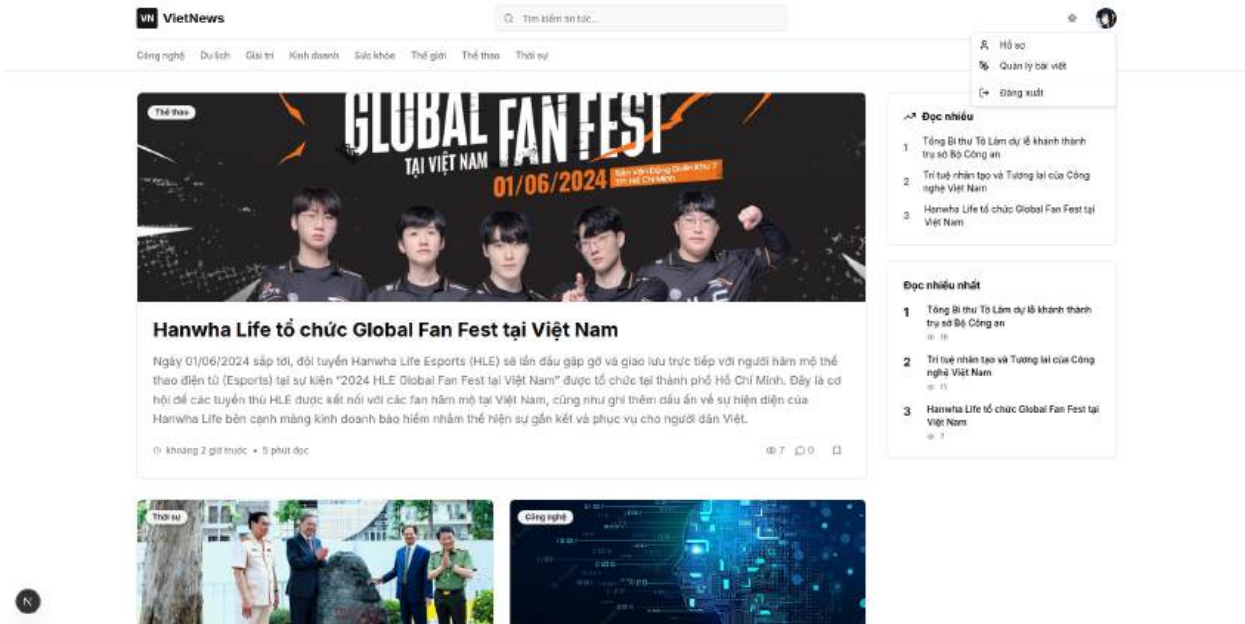 VN VietNews
Tìm kiếm tin tức...
Công nghệ Du lịch Giải trí Kinh doanh Sức khỏe Thế giới Thể thao Thời sự
Hồ sơ
Quản lý bài viết
Đăng xuất
Thể thao
GLOBAL FAN FEST
TẠI VIỆT NAM
01/06/2024
Sân Vận Động Quân Khu 7
TP. Hồ Chí Minh
Hanwha Life tổ chức Global Fan Fest tại Việt Nam
Ngày 01/06/2024 sắp tới, đội tuyển Hanwha Life Esports (HLE) sẽ lần đầu gặp gỡ và giao lưu trực tiếp với người hâm mộ thể
thao điện tử (Esports) tại sự kiện "2024 HLE Global Fan Fest tại Việt Nam" được tổ chức tại thành phố Hồ Chí Minh. Đây là cơ
hội để các tuyển thủ HLE được kết nối với các fan hâm mộ tại Việt Nam, cũng như ghi thêm dấu ấn về sự hiện diện của
Hanwha Life bên cạnh mảng kinh doanh bảo hiểm nhằm thể hiện sự gắn kết và phục vụ cho người dân Việt.
khoảng 2 giờ trước • 5 phút đọc
7 0
Đọc nhiều
1 Tổng Bí thư Tô Lâm dự lễ khánh thành
trụ sở Bộ Công an
2 Trí tuệ nhân tạo và Tương lai của Công
nghệ Việt Nam
3 Hanwha Life tổ chức Global Fan Fest tại
Việt Nam
Đọc nhiều nhất
1 Tổng Bí thư Tô Lâm dự lễ khánh thành
trụ sở Bộ Công an
2 Trí tuệ nhân tạo và Tương lai của Công
nghệ Việt Nam
11
3 Hanwha Life tổ chức Global Fan Fest tại
Việt Nam
7
Thời sự
Công nghệ
N